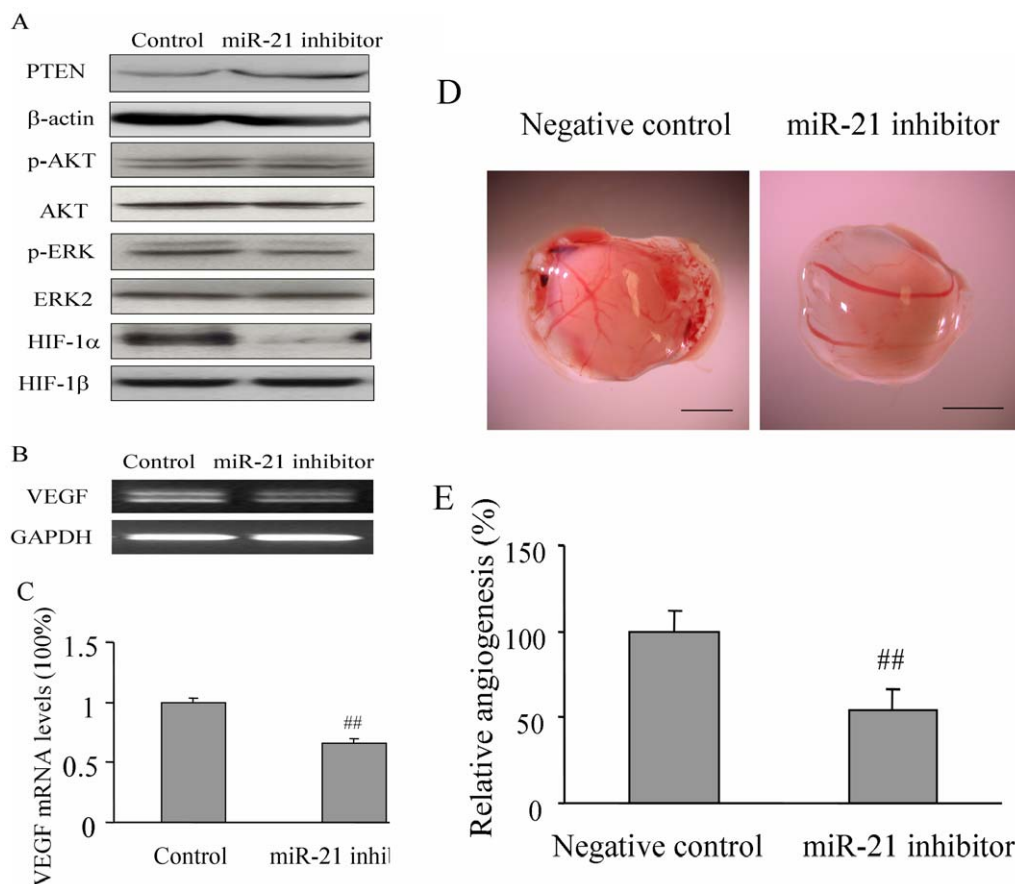 A
Control miR-21 inhibitor
PTEN
β-actin
p-AKT
AKT
p-ERK
ERK2
HIF-1α
HIF-1β
B
Control miR-21 inhibitor
VEGF
GAPDH
C
VEGF mRNA levels (100%)
1.5
1
0.5
0
##
Control miR-21 inhil
D
Negative control miR-21 inhibitor
E
Relative angiogenesis (%)
150
100
50
0
##
Negative control miR-21 inhibitor